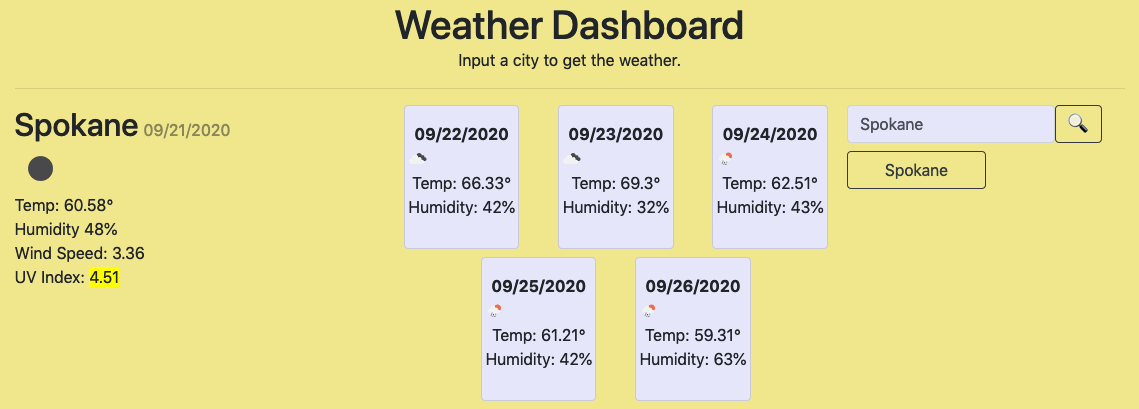 Weather Dashboard
Input a city to get the weather.
Spokane 09/21/2020
Temp: 60.58°
Humidity 48%
Wind Speed: 3.36
UV Index: 4.51
09/22/2020
Temp: 66.33°
Humidity: 42%
09/23/2020
Temp: 69.3°
Humidity: 32%
09/24/2020
Temp: 62.51°
Humidity: 43%
09/25/2020
Temp: 61.21°
Humidity: 42%
09/26/2020
Temp: 59.31°
Humidity: 63%
Spokane
Spokane